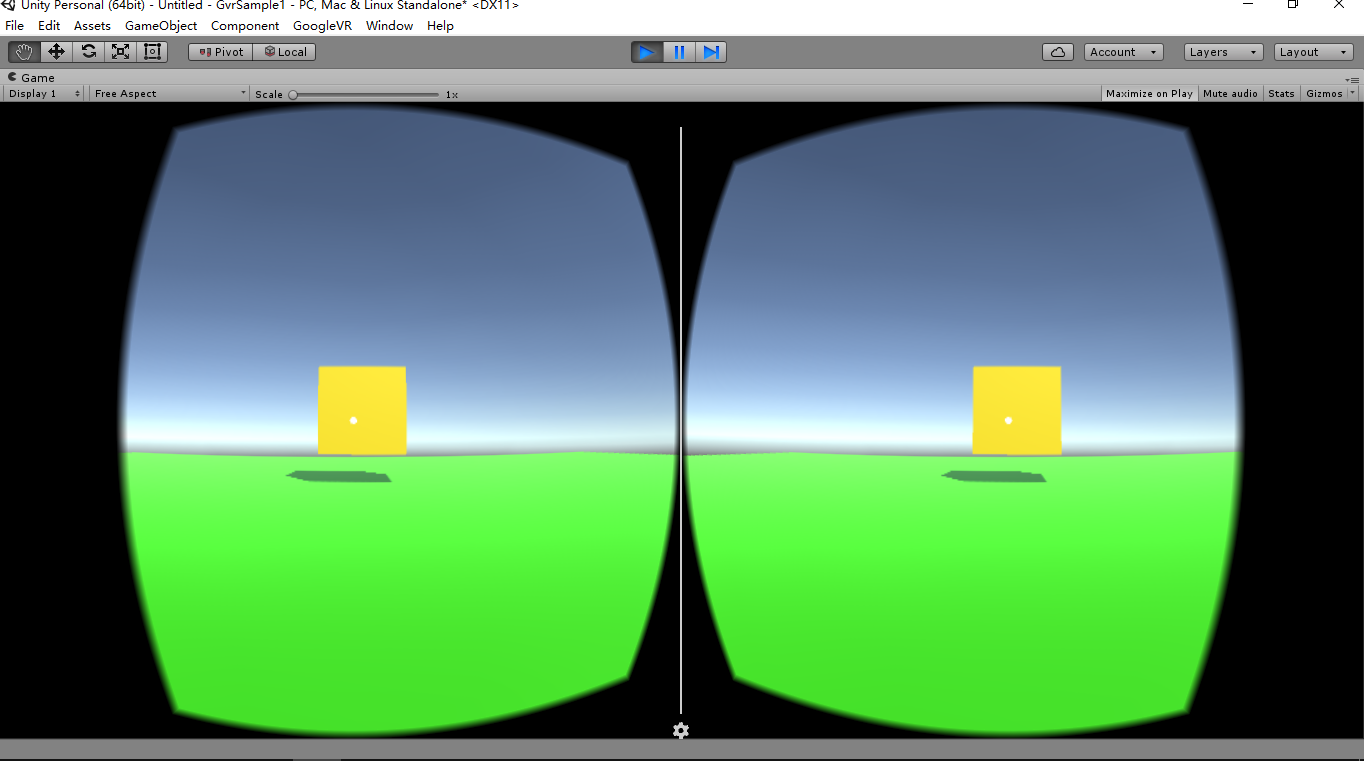 Unity Personal (64bit) - Untitled - GvrSample1 - PC, Mac & Linux Standalone* <DX11>
File Edit Assets GameObject Component GoogleVR Window Help
Pivot Local Account Layers Layout
Game
Display 1 Free Aspect Scale 1x Maximize on Play Mute audio Stats Gizmos